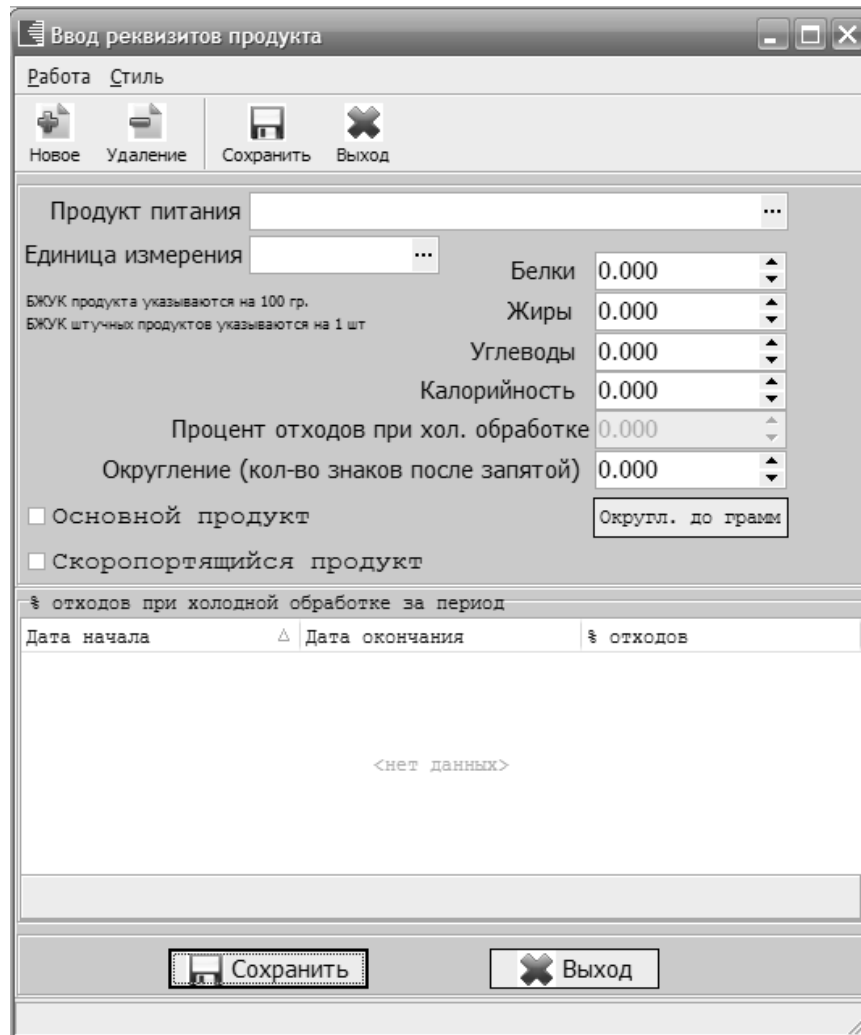 Ввод реквизитов продукта
Работа Стиль
Новое Удаление Сохранить Выход
Продукт питания ...
Единица измерения ...
Белки 0.000
БЖУК продукта указываются на 100 гр.
БЖУК штучных продуктов указываются на 1 шт
Жиры 0.000
Углеводы 0.000
Калорийность 0.000
Процент отходов при хол. обработке 0.000
Округление (кол-во знаков после запятой) 0.000
Основной продукт Округл. до грамм
Скоропортящийся продукт
% отходов при холодной обработке за период
Дата начала Дата окончания % отходов
<нет данных>
Сохранить Выход